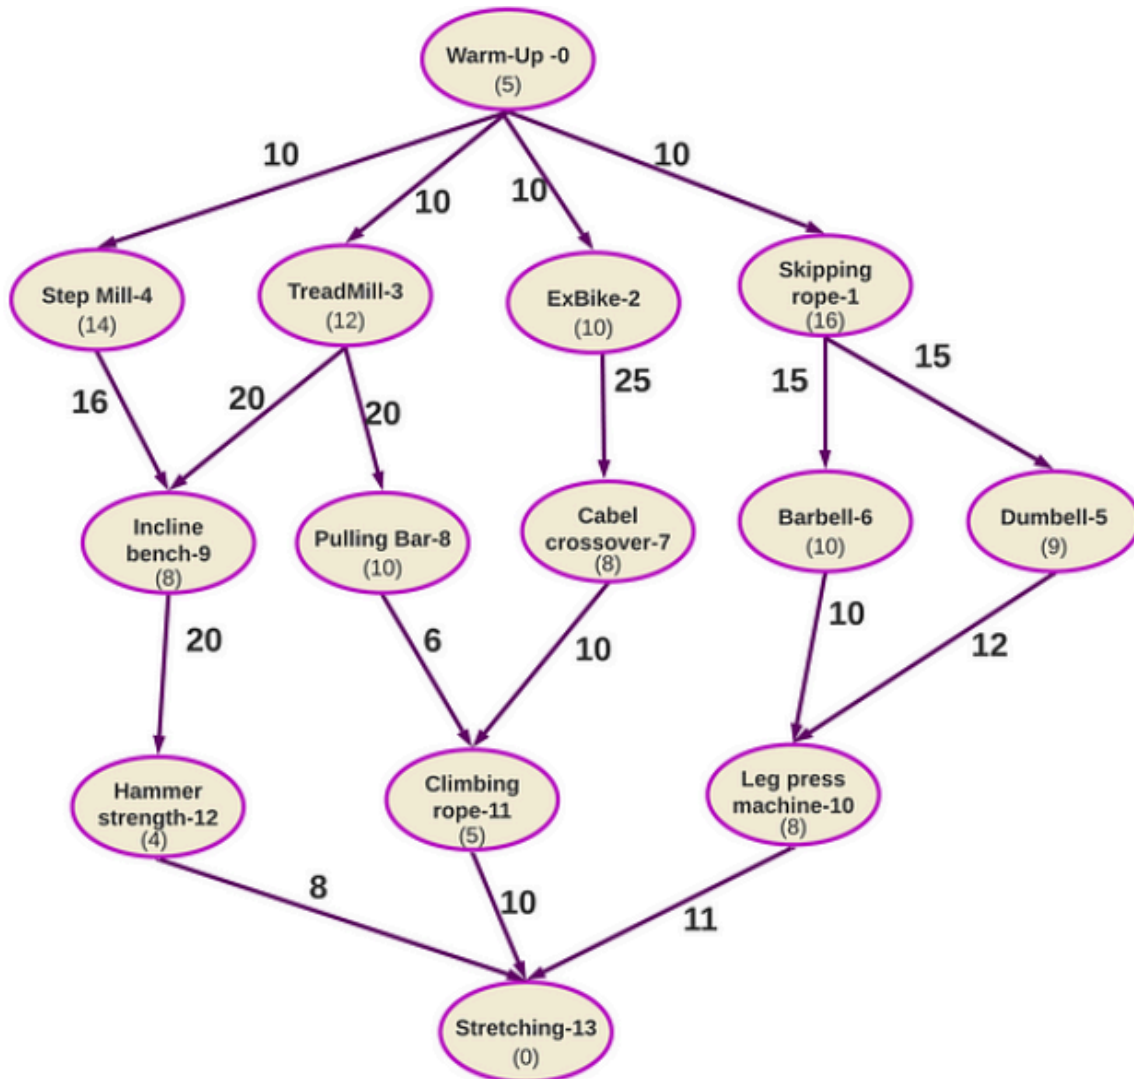 Warm-Up -0
(5)
10
10
10
10
Step Mill-4
(14)
TreadMill-3
(12)
ExBike-2
(10)
Skipping
rope-1
(16)
16
20
20
25
15
15
Incline
bench-9
(8)
Pulling Bar-8
(10)
Cabel
crossover-7
(8)
Barbell-6
(10)
Dumbell-5
(9)
20
6
10
10
12
Hammer
strength-12
(4)
Climbing
rope-11
(5)
Leg press
machine-10
(8)
8
10
11
Stretching-13
(0)